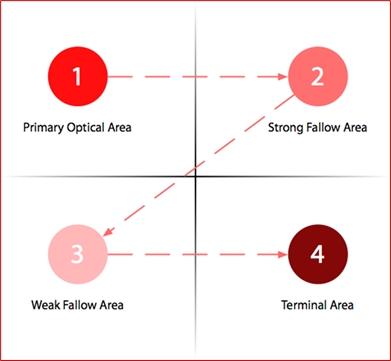 1
Primary Optical Area
2
Strong Fallow Area
3
Weak Fallow Area
4
Terminal Area